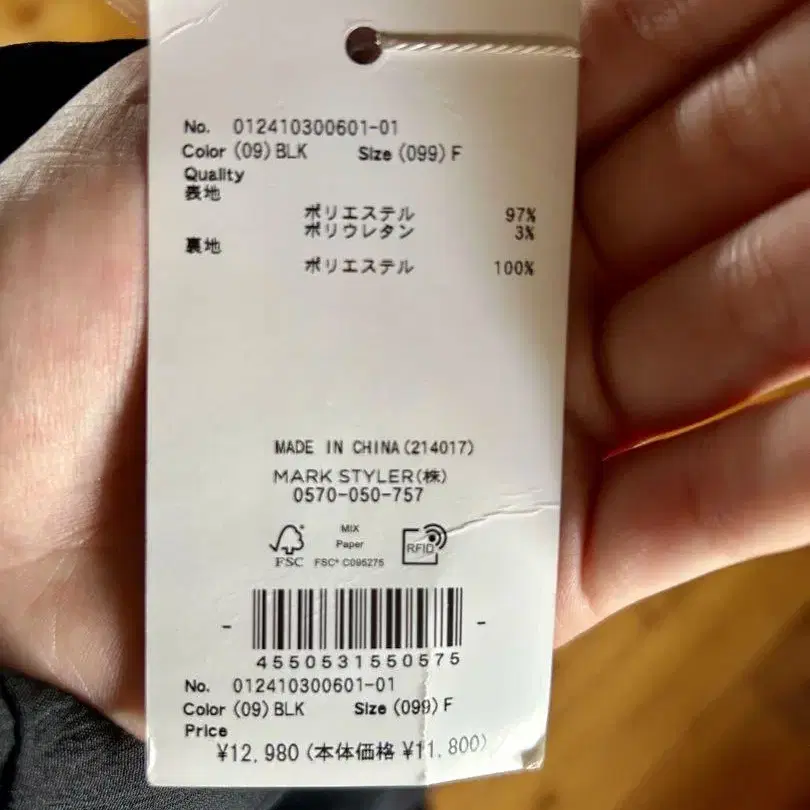 No. 012410300601-01
Color (09) BLK Size (099) F
Quality
表地
ポリエステル 97%
ポリウレタン 3%
裏地
ポリエステル 100%
MADE IN CHINA(214017)
MARK STYLER(株)
0570-050-757
FSC
MIX
Paper
FSC® C095275
RFID
4550531550575
No. 012410300601-01
Color (09) BLK Size (099) F
Price
¥12,980 (本体価格 ¥11,800)